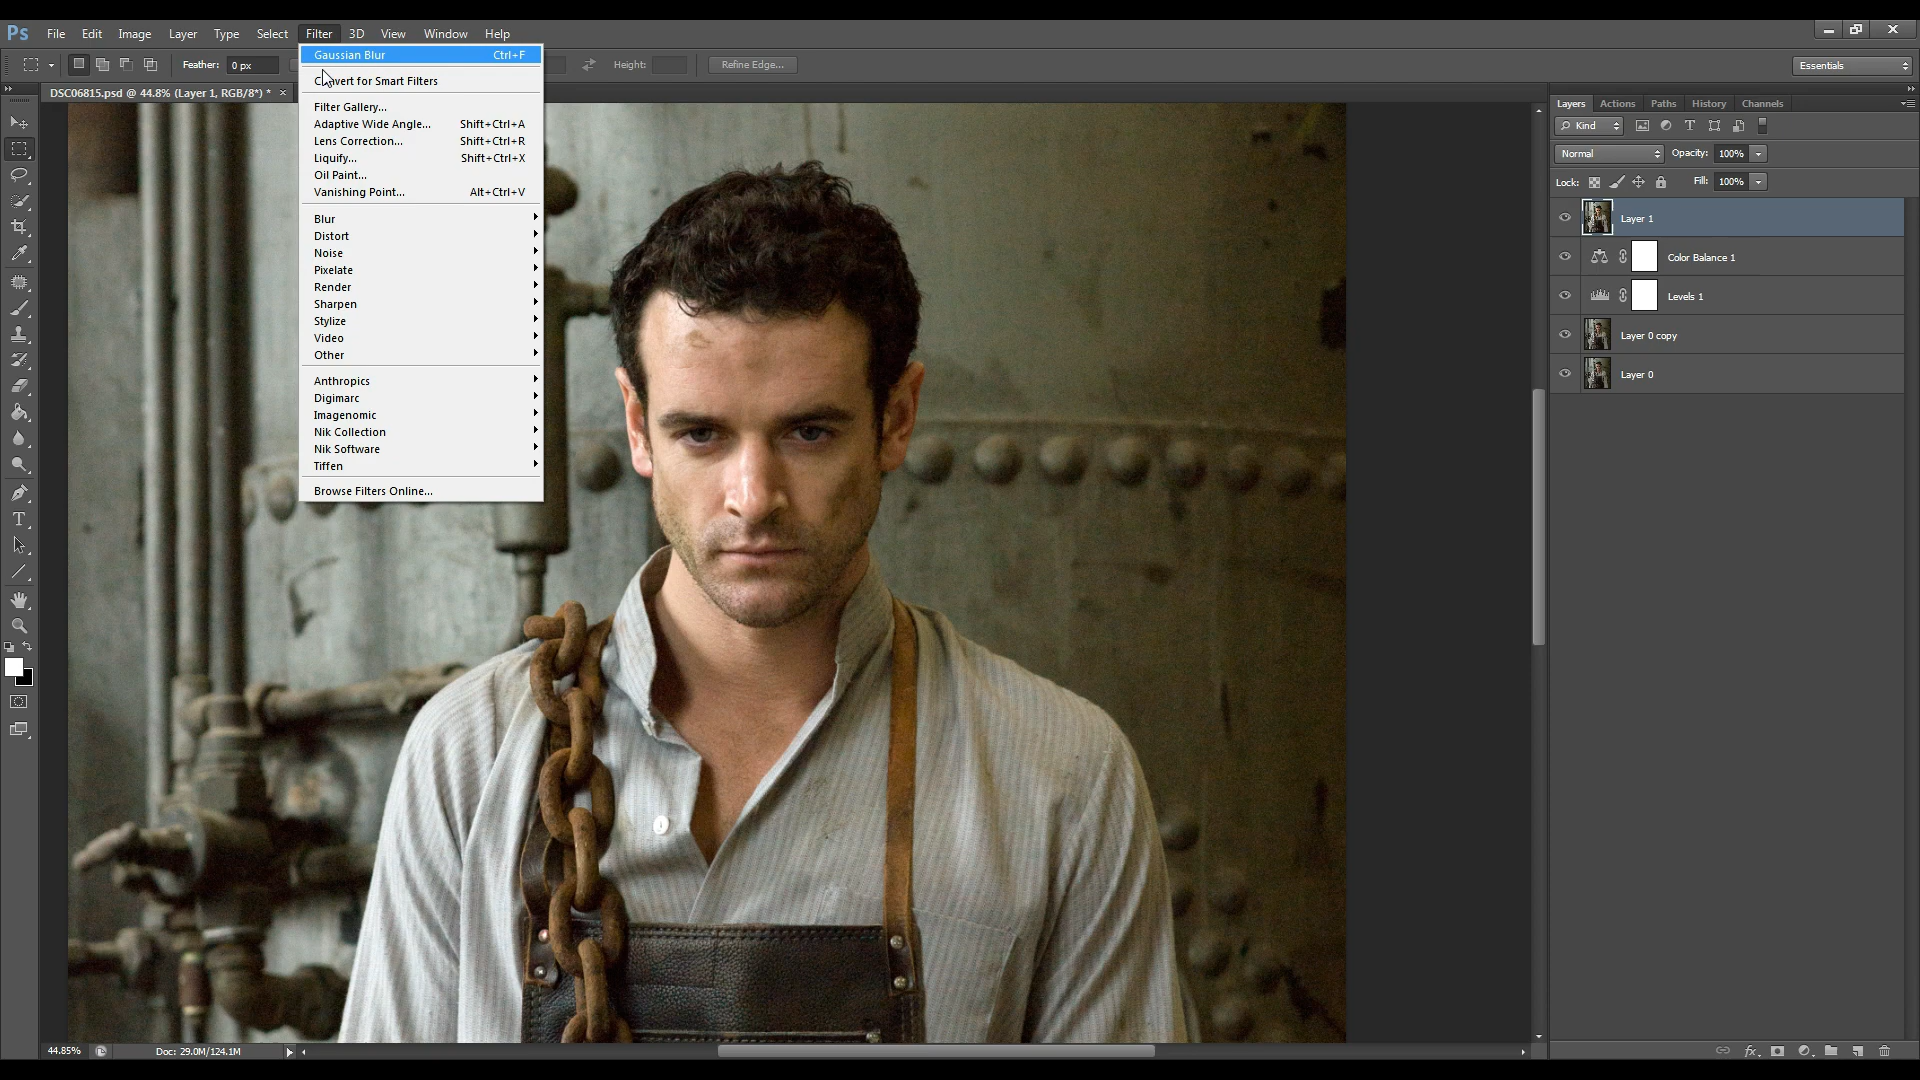 Ps File Edit Image Layer Type Select Filter 3D View Window Help
Feather: 0 px Height: Refine Edge... Essentials
DSC06815.psd @ 44.8% (Layer 1, RGB/8*) * ×
Gaussian Blur Ctrl+F
Convert for Smart Filters
Filter Gallery...
Adaptive Wide Angle... Shift+Ctrl+A
Lens Correction... Shift+Ctrl+R
Liquify... Shift+Ctrl+X
Oil Paint...
Vanishing Point... Alt+Ctrl+V
Blur
Distort
Noise
Pixelate
Render
Sharpen
Stylize
Video
Other
Anthropics
Digimarc
Imagenomic
Nik Collection
Nik Software
Tiffen
Browse Filters Online...
Layers Actions Paths History Channels
Kind
Normal Opacity: 100%
Lock: Fill: 100%
Layer 1
Color Balance 1
Levels 1
Layer 0 copy
Layer 0
44.85% Doc: 29.0M/124.1M